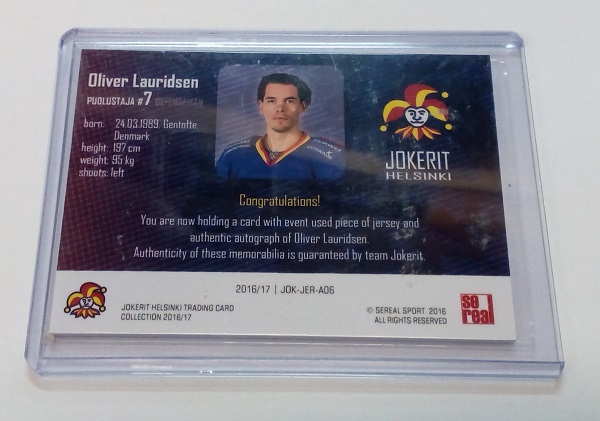 Oliver Lauridsen
PUOLUSTAJA #7 DEFENSEMAN
born: 24.03.1989, Gentofte,
Denmark
height: 197 cm
weight: 95 kg
shoots: left
JOKERIT
HELSINKI
Congratulations!
You are now holding a card with event used piece of jersey and
authentic autograph of Oliver Lauridsen.
Authenticity of these memorabilia is guaranteed by team Jokerit.
2016/17 | JOK-JER-A06
JOKERIT HELSINKI TRADING CARD
COLLECTION 2016/17
© SEREAL SPORT, 2016
ALL RIGHTS RESERVED
se
real